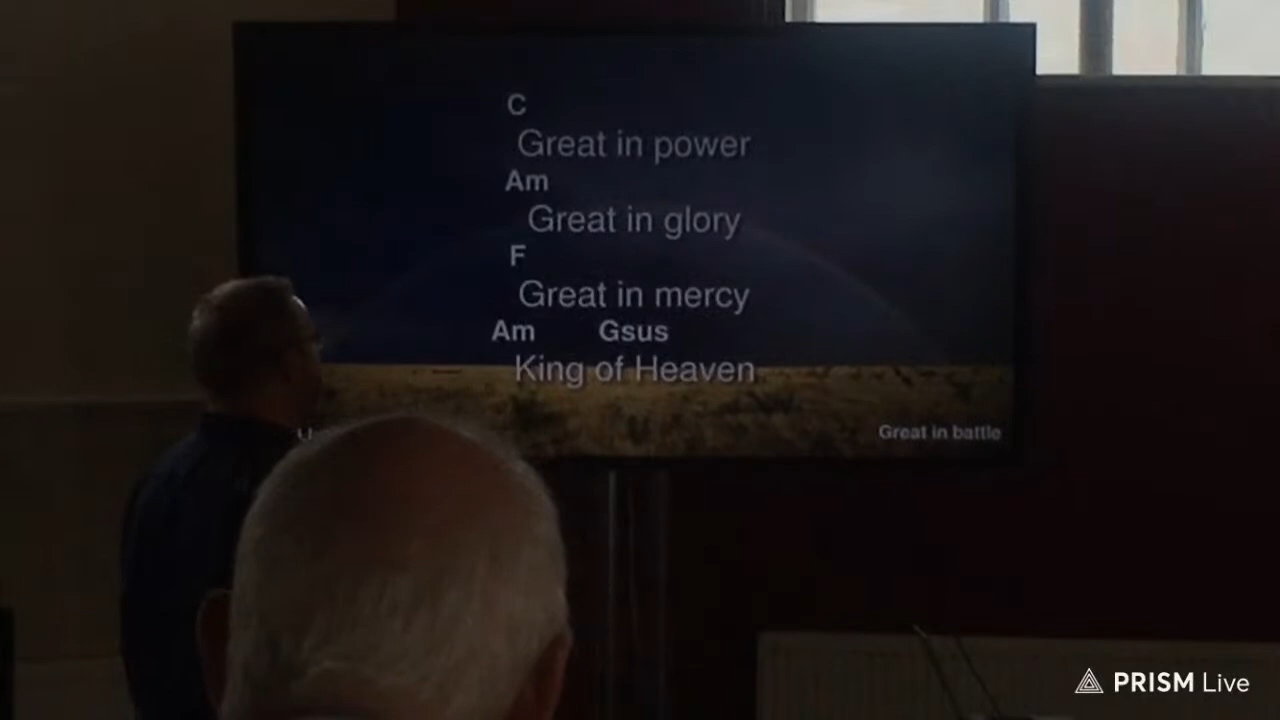 C
Great in power
Am
Great in glory
F
Great in mercy
Am Gsus
King of Heaven
Great in battle
PRISM Live